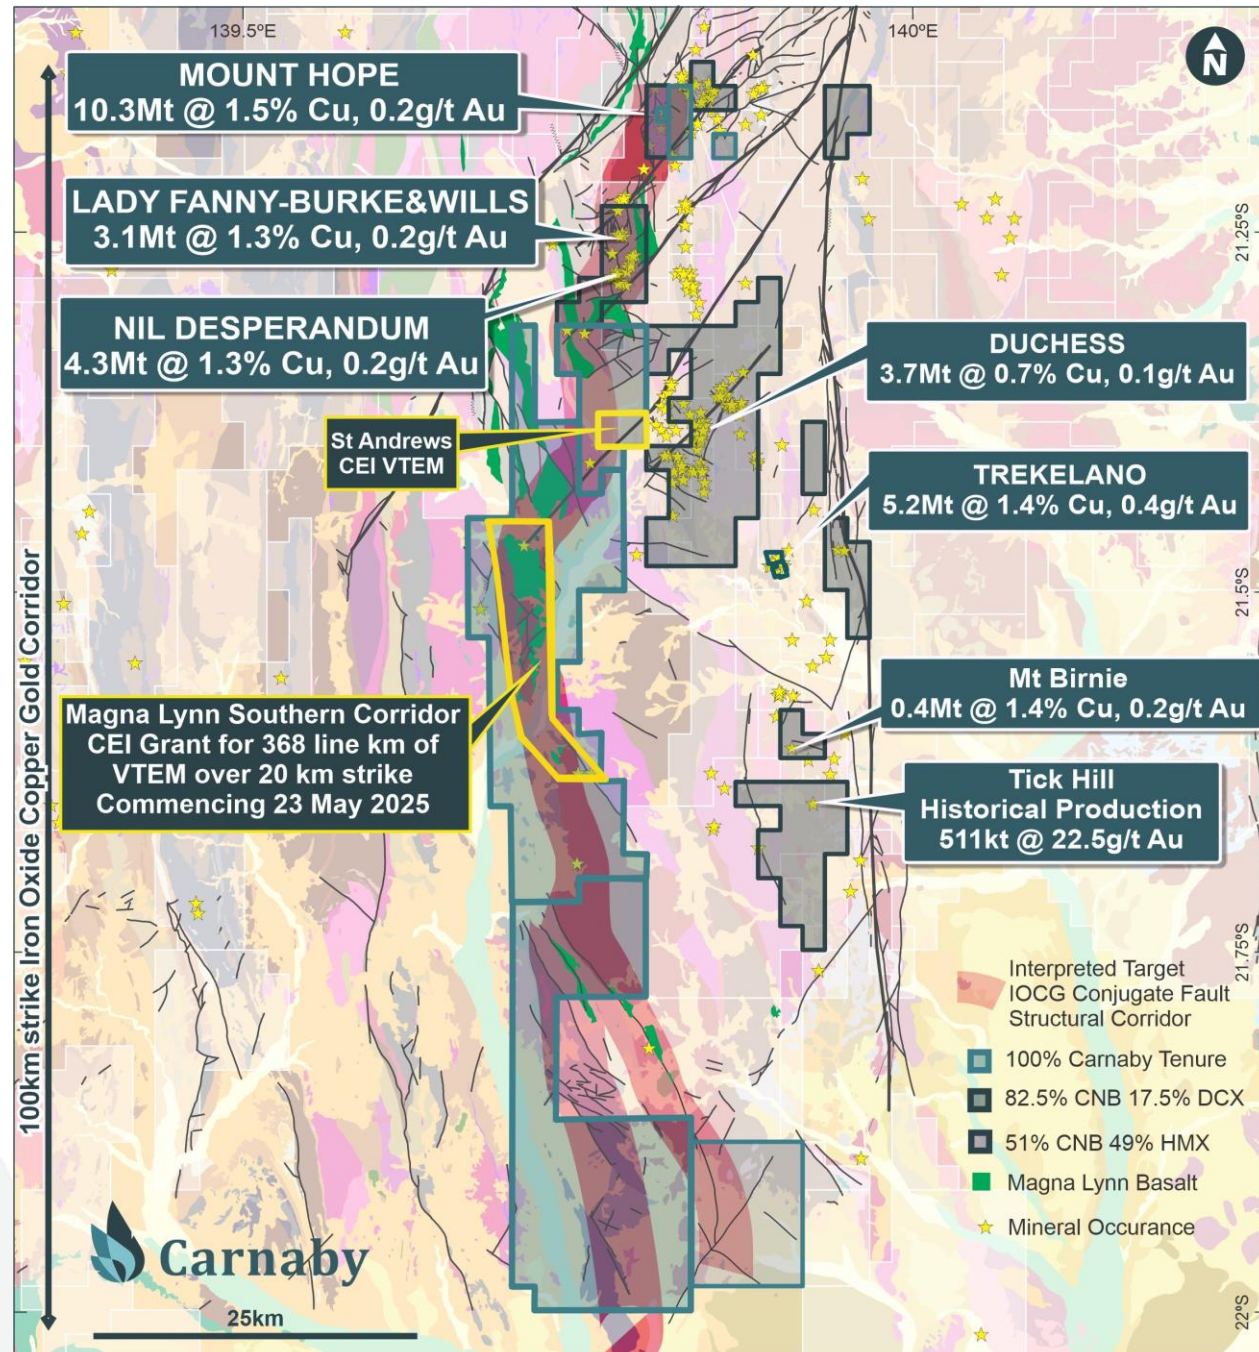 139.5°E
140°E
N
MOUNT HOPE
10.3Mt @ 1.5% Cu, 0.2g/t Au
LADY FANNY-BURKE&WILLS
3.1Mt @ 1.3% Cu, 0.2g/t Au
21.25°S
NIL DESPERANDUM
4.3Mt @ 1.3% Cu, 0.2g/t Au
DUCHESS
3.7Mt @ 0.7% Cu, 0.1g/t Au
St Andrews
CEI VTEM
TREKELANO
5.2Mt @ 1.4% Cu, 0.4g/t Au
21.5°S
100km strike Iron Oxide Copper Gold Corridor
Magna Lynn Southern Corridor
CEI Grant for 368 line km of
VTEM over 20 km strike
Commencing 23 May 2025
Mt Birnie
0.4Mt @ 1.4% Cu, 0.2g/t Au
Tick Hill
Historical Production
511kt @ 22.5g/t Au
21.75°S
Interpreted Target
IOCG Conjugate Fault
Structural Corridor
100% Carnaby Tenure
82.5% CNB 17.5% DCX
51% CNB 49% HMX
Magna Lynn Basalt
Mineral Occurance
Carnaby
25km
22°S